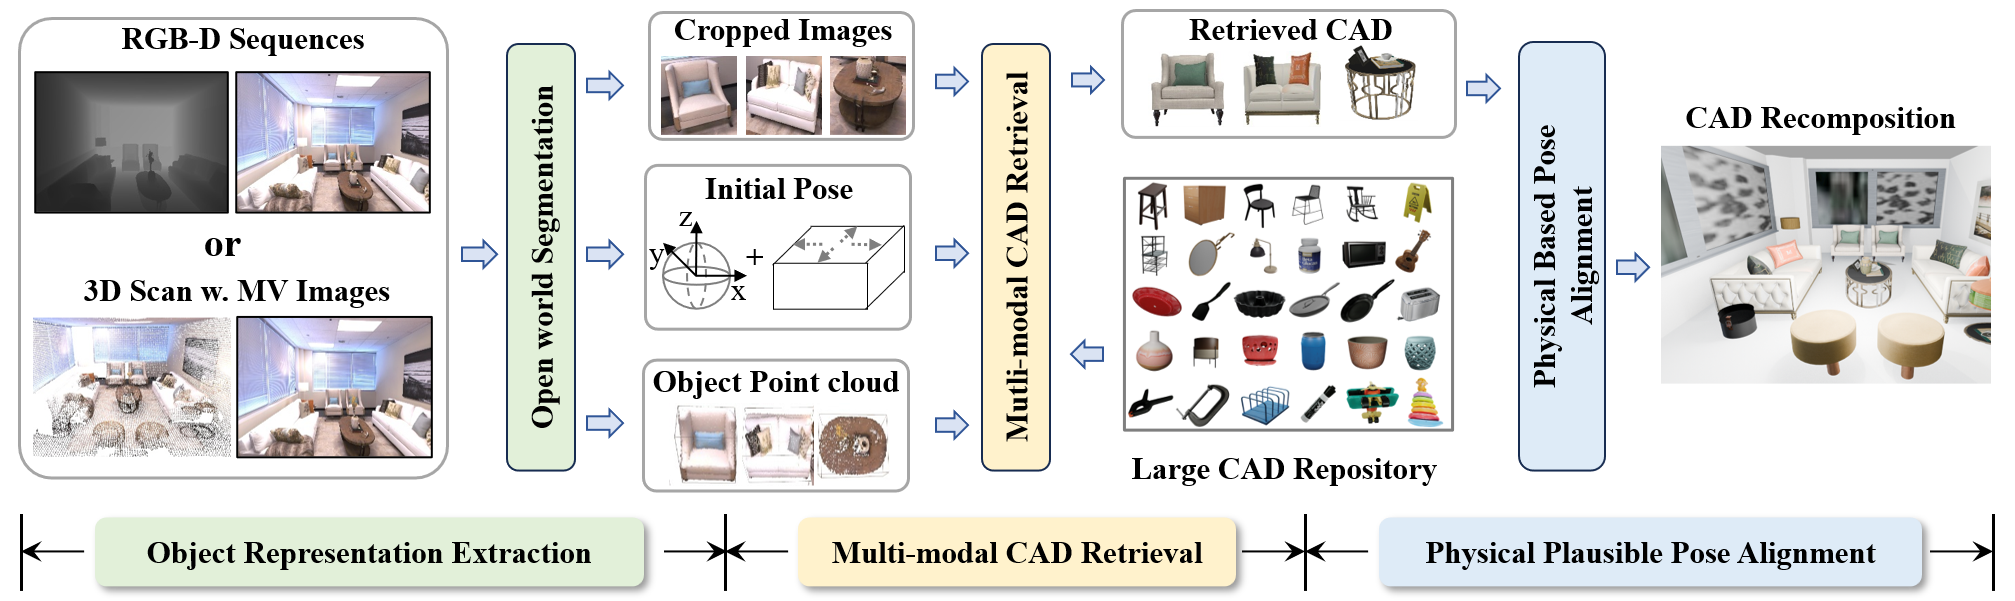 RGB-D Sequences
or
3D Scan w. MV Images
Open world Segmentation
Cropped Images
Initial Pose
z
y
x
+
Object Point cloud
Mutli-modal CAD Retrieval
Retrieved CAD
Large CAD Repository
Physical Based Pose
Alignment
CAD Recomposition
Object Representation Extraction
Multi-modal CAD Retrieval
Physical Plausible Pose Alignment